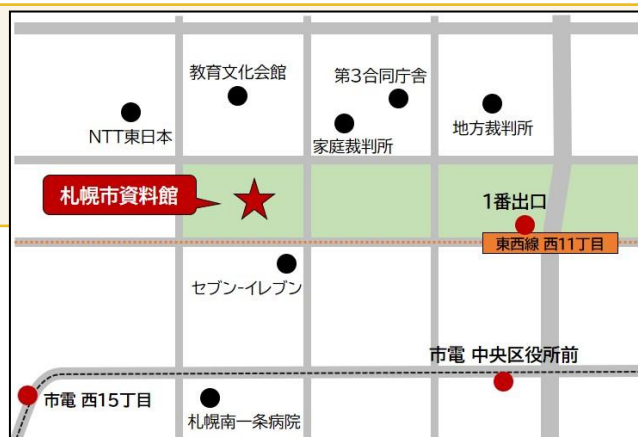 教育文化会館
第3合同庁舎
NTT東日本
家庭裁判所
地方裁判所
札幌市資料館
1番出口
東西線 西11丁目
セブン-イレブン
市電 中央区役所前
市電 西15丁目
札幌南一条病院